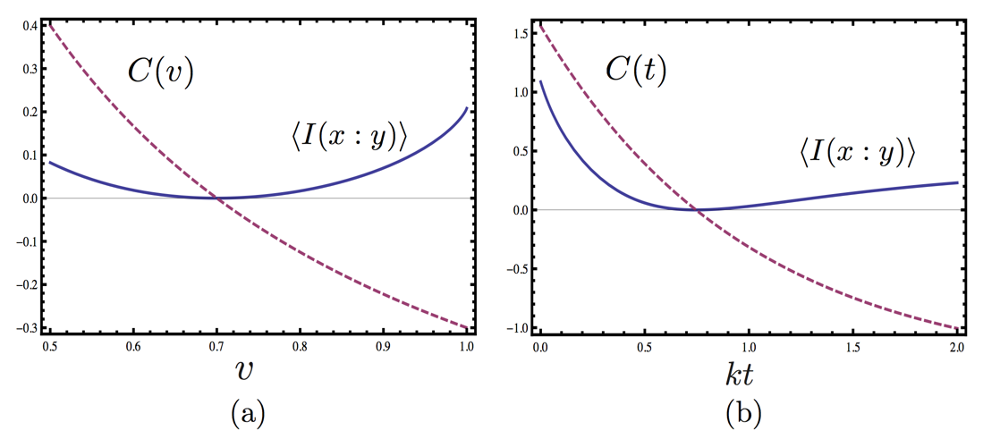 0.4
0.3
0.2
0.1
0.0
−0.1
−0.2
−0.3
0.5 0.6 0.7 0.8 0.9 1.0
C(v)
⟨I(x : y)⟩
v
(a)
1.5
1.0
0.5
0.0
−0.5
−1.0
0.0 0.5 1.0 1.5 2.0
C(t)
⟨I(x : y)⟩
kt
(b)